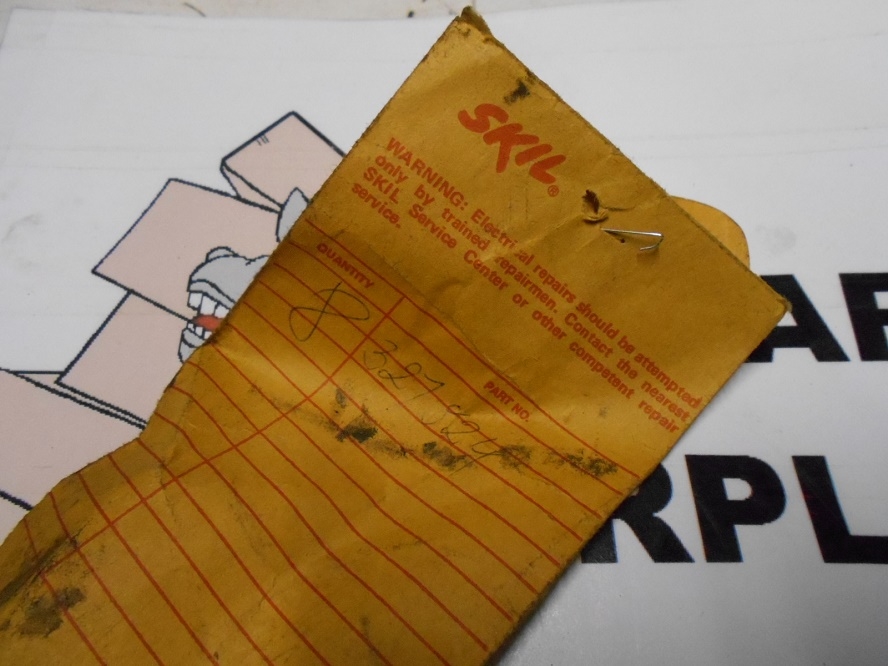 SKIL®
WARNING: Electrical repairs should be attempted
only by trained repairmen. Contact the nearest
SKIL Service Center or other competent repair
service.
QUANTITY
PART NO.
8
RPL